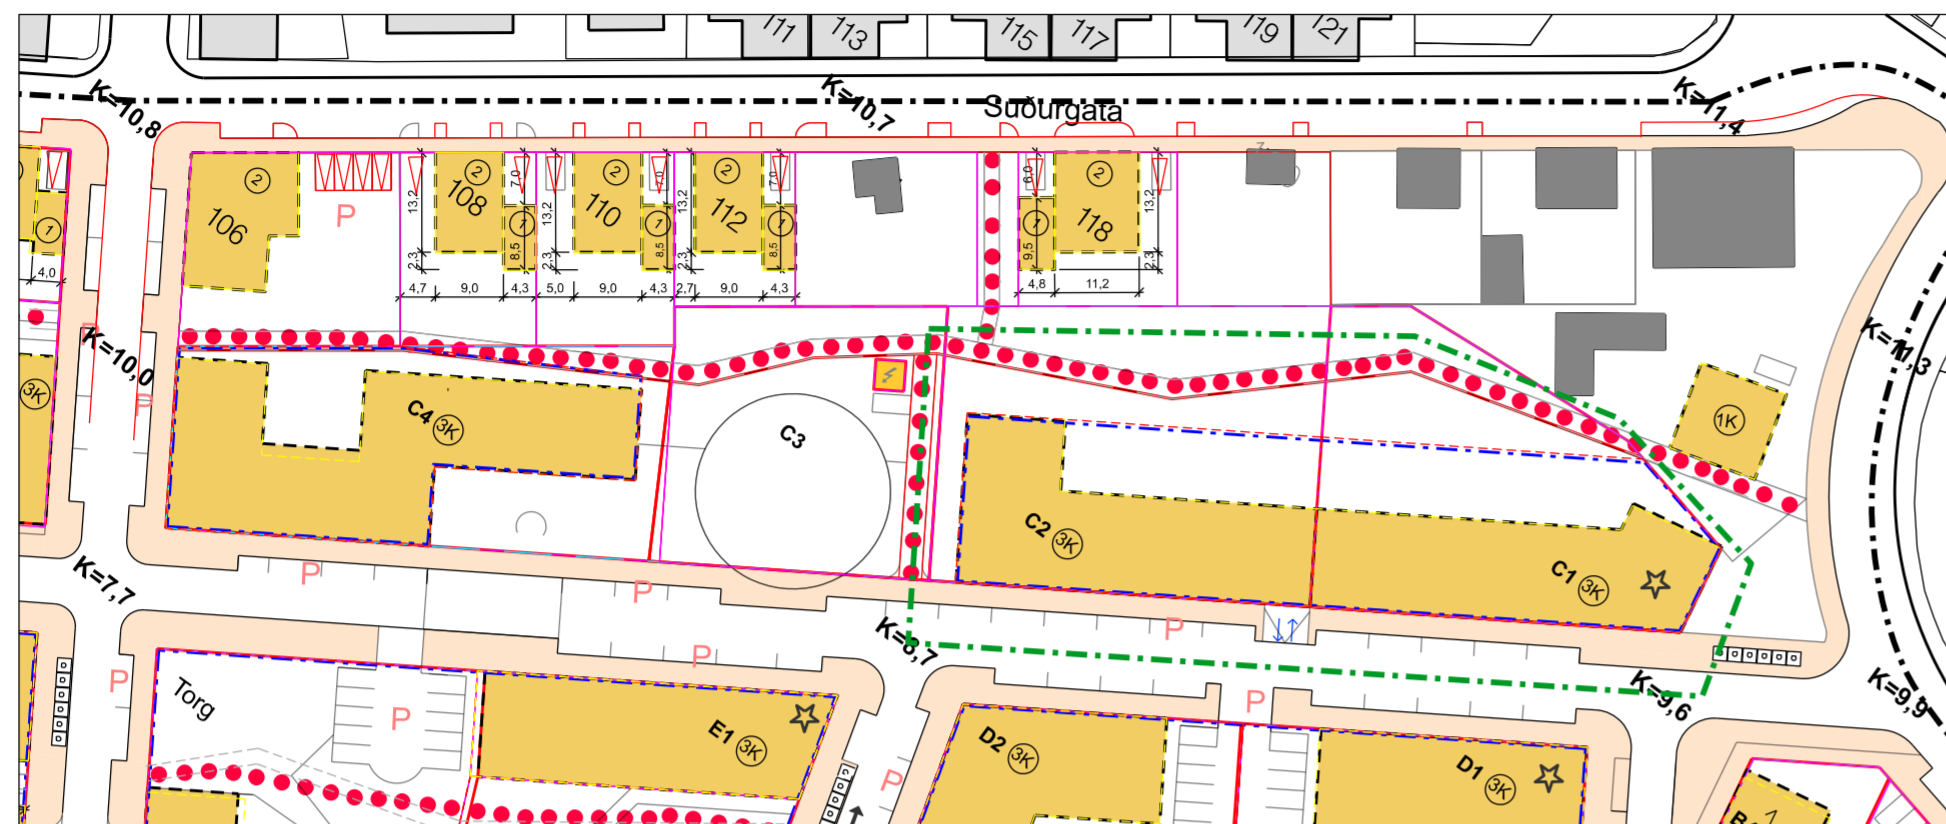 111
113
115
117
119
121
K=10,8
K=10,7
Suðurgata
K=11,4
2
106
P
2
108
1
2
110
1
2
112
1
1
2
118
13,2
7,0
13,2
7,0
13,2
7,0
6,0
13,2
2,3
8,5
2,3
8,5
2,3
8,5
9,5
2,3
4,7
9,0
4,3
5,0
9,0
4,3
2,7
9,0
4,3
4,8
11,2
1
4,0
P
K=10,0
P
3K
K=11,3
C4
3K
C3
1K
C2
3K
C1
3K
K=7,7
P
P
P
K=8,7
K=9,6
K=9,9
P
P
P
P
Torg
P
E1
3K
D2
3K
D1
3K